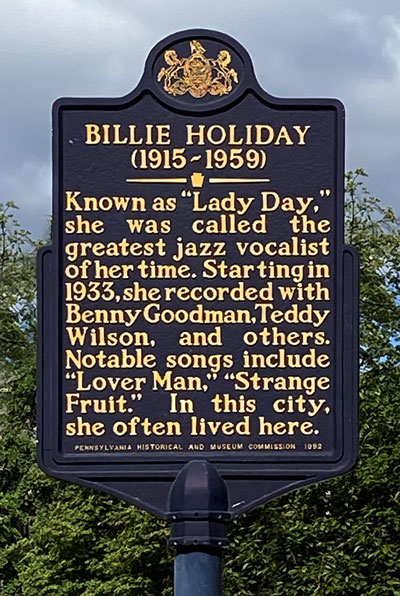 BILLIE HOLIDAY
(1915-1959)
Known as "Lady Day,"
she was called the
greatest jazz vocalist
of her time. Starting in
1933, she recorded with
Benny Goodman, Teddy
Wilson, and others.
Notable songs include
"Lover Man," "Strange
Fruit." In this city,
she often lived here.
PENNSYLVANIA HISTORICAL AND MUSEUM COMMISSION 1992